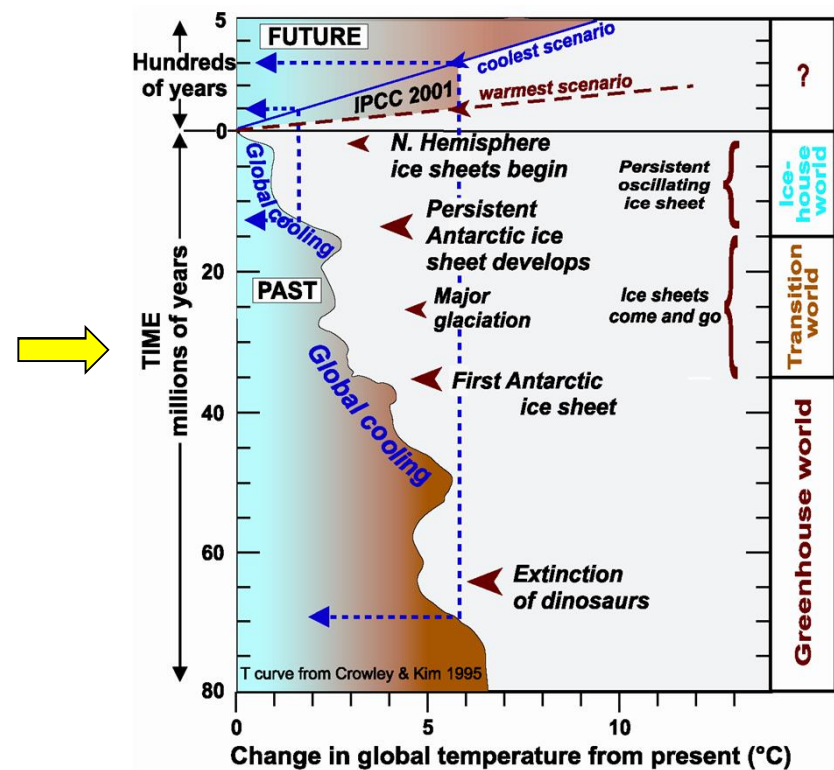 5
FUTURE
Hundreds
of years
coolest scenario
IPCC 2001
warmest scenario
?
0
N. Hemisphere
ice sheets begin
Persistent
oscillating
ice sheet
Ice-
house
world
Global cooling
Persistent
Antarctic ice
sheet develops
20
PAST
Major
glaciation
Ice sheets
come and go
Transition
world
TIME
millions of years
Global cooling
First Antarctic
ice sheet
40
60
Extinction
of dinosaurs
Greenhouse world
T curve from Crowley & Kim 1995
80
0 5 10
Change in global temperature from present (°C)